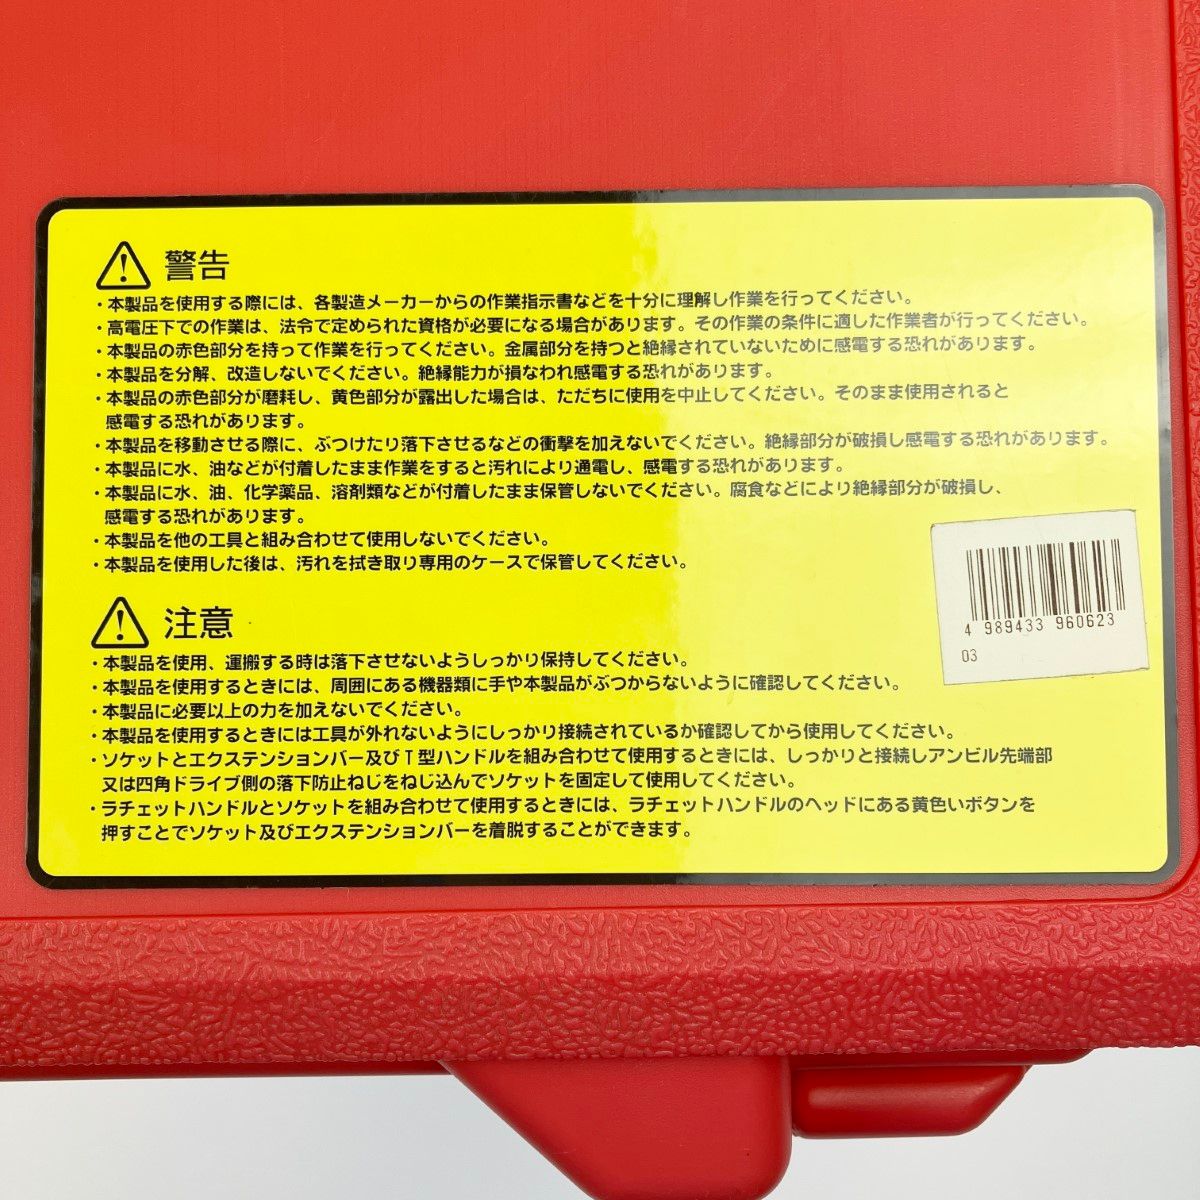 警告
・本製品を使用する際には、各製造メーカーからの作業指示書などを十分に理解し作業を行ってください。
・高電圧下での作業は、法令で定められた資格が必要になる場合があります。その作業の条件に適した作業者が行ってください。
・本製品の赤色部分を持って作業を行ってください。金属部分を持つと絶縁されていないために感電する恐れがあります。
・本製品を分解、改造しないでください。絶縁能力が損なわれ感電する恐れがあります。
・本製品の赤色部分が磨耗し、黄色部分が露出した場合は、ただちに使用を中止してください。そのまま使用されると
感電する恐れがあります。
・本製品を移動させる際に、ぶつけたり落下させるなどの衝撃を加えないでください。絶縁部分が破損し感電する恐れがあります。
・本製品に水、油などが付着したまま作業をすると汚れにより通電し、感電する恐れがあります。
・本製品に水、油、化学薬品、溶剤類などが付着したまま保管しないでください。腐食などにより絶縁部分が破損し、
感電する恐れがあります。
・本製品を他の工具と組み合わせて使用しないでください。
・本製品を使用した後は、汚れを拭き取り専用のケースで保管してください。
注意
・本製品を使用、運搬する時は落下させないようしっかり保持してください。
・本製品を使用するときには、周囲にある機器類に手や本製品がぶつからないように確認してください。
・本製品に必要以上の力を加えないでください。
・本製品を使用するときには工具が外れないようにしっかり接続されているか確認してから使用してください。
・ソケットとエクステンションバー及びT型ハンドルを組み合わせて使用するときには、しっかりと接続しアンビル先端部
又は四角ドライブ側の落下防止ねじをねじ込んでソケットを固定して使用してください。
・ラチェットハンドルとソケットを組み合わせて使用するときには、ラチェットハンドルのヘッドにある黄色いボタンを
押すことでソケット及びエクステンションバーを着脱することができます。
4 989433 960623
03